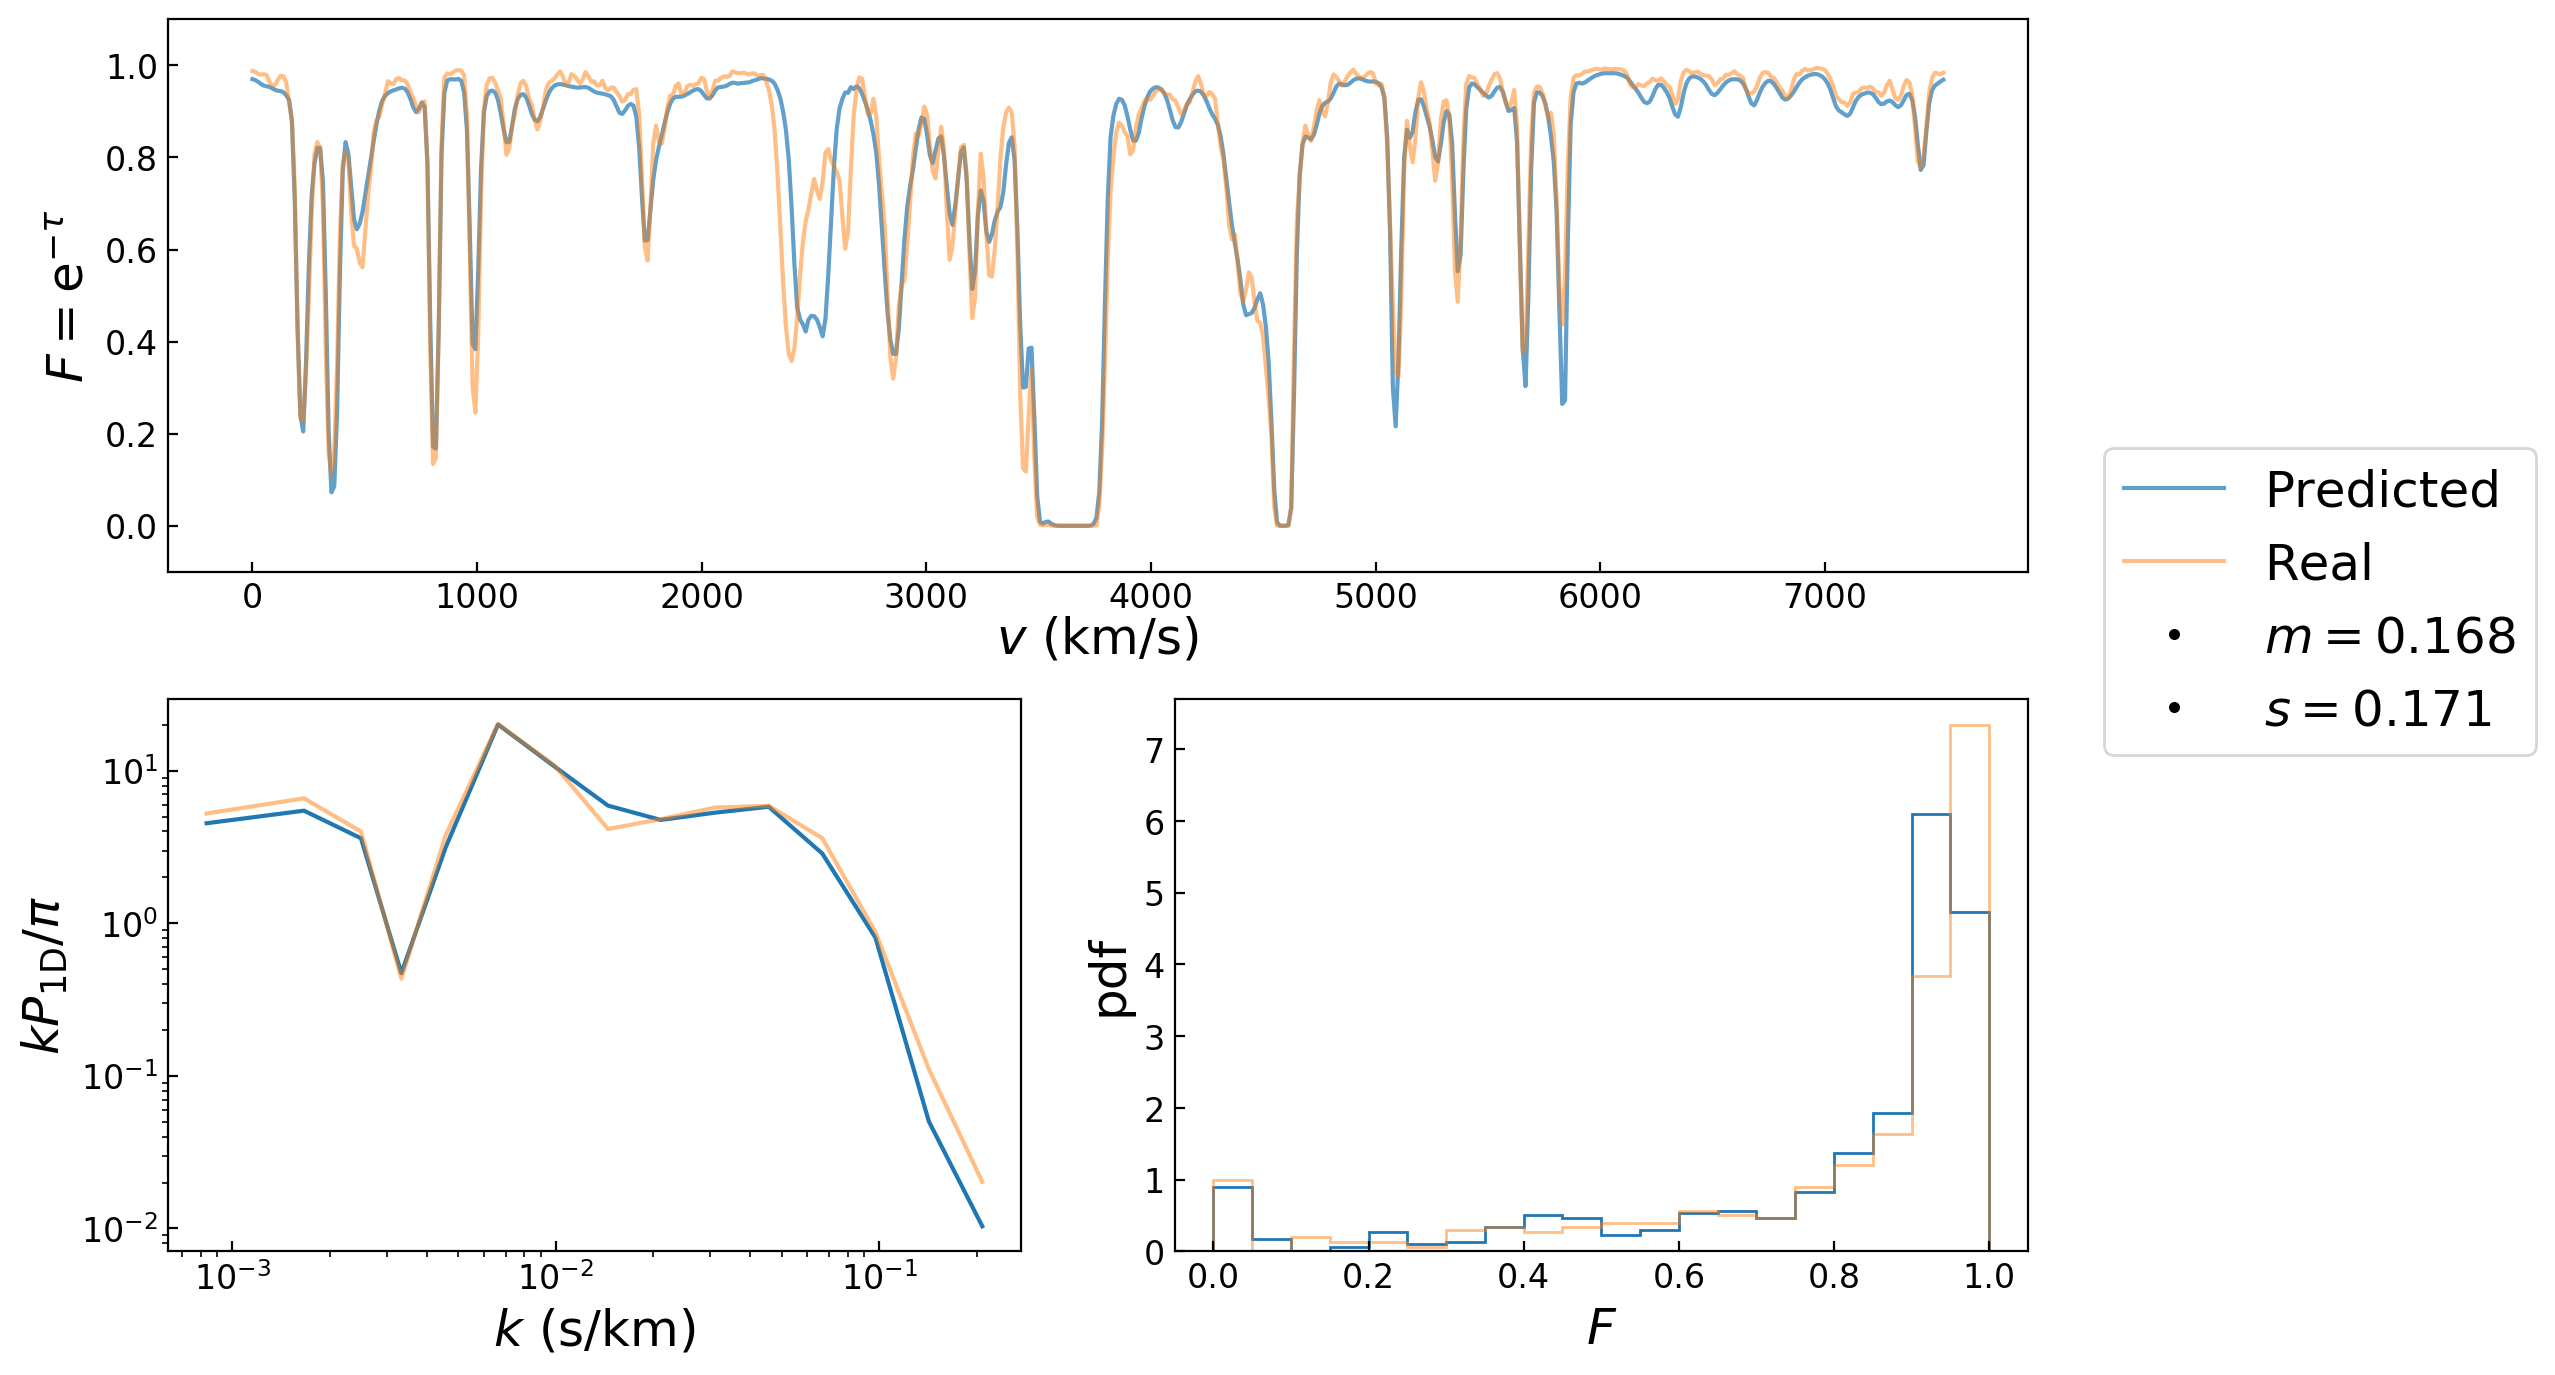 F = e^{−τ}
1.0
0.8
0.6
0.4
0.2
0.0
0 1000 2000 3000 4000 5000 6000 7000
v (km/s)
Predicted
Real
m = 0.168
s = 0.171
kP_{1D}/π
10^1
10^0
10^{−1}
10^{−2}
10^{−3} 10^{−2} 10^{−1}
k (s/km)
pdf
7
6
5
4
3
2
1
0
0.0 0.2 0.4 0.6 0.8 1.0
F